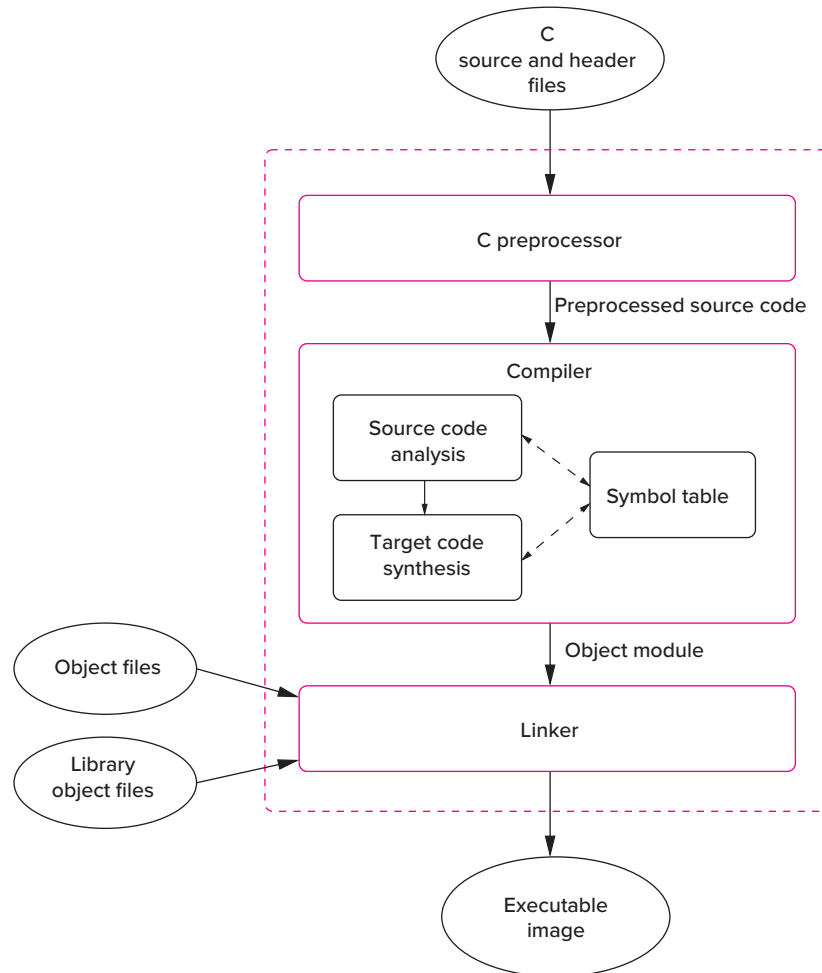 C
source and header
files
C preprocessor
Preprocessed source code
Compiler
Source code
analysis
Symbol table
Target code
synthesis
Object module
Object files
Linker
Library
object files
Executable
image